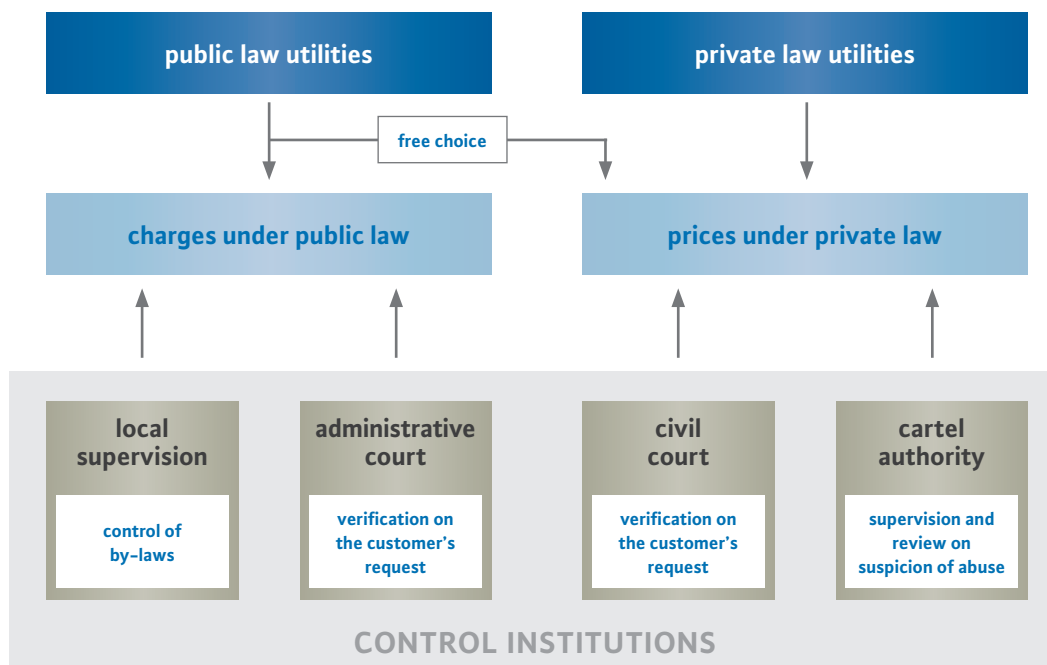 public law utilities
private law utilities
free choice
charges under public law
prices under private law
local
supervision
control of
by-laws
administrative
court
verification on
the customer's
request
civil
court
verification on
the customer's
request
cartel
authority
supervision and
review on
suspicion of abuse
CONTROL INSTITUTIONS